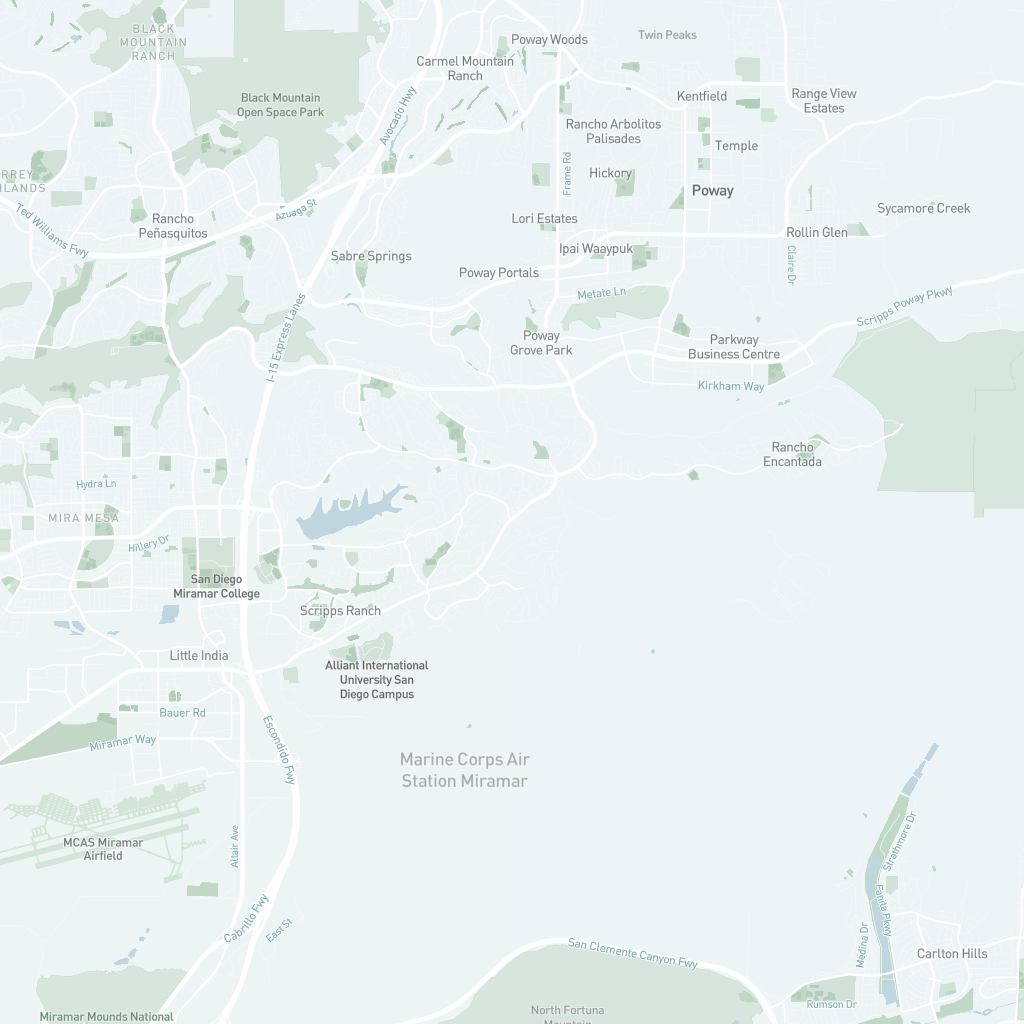 BLACK
MOUNTAIN
RANCH
Poway Woods
Twin Peaks
Carmel Mountain
Ranch
Black Mountain
Open Space Park
Avocado Hwy
Kentfield
Range View
Estates
Rancho Arbolitos
Palisades
Temple
Frame Rd
Hickory
Poway
RREY
LANDS
Ted Williams Fwy
Rancho
Peñasquitos
Azuaga St
Lori Estates
Sycamore Creek
Rollin Glen
Sabre Springs
Ipai Waaypuk
Poway Portals
Claire Dr
Metate Ln
Scripps Poway Pkwy
I-15 Express Lanes
Poway
Grove Park
Parkway
Business Centre
Kirkham Way
Rancho
Encantada
Hydra Ln
MIRA MESA
Hillery Dr
San Diego
Miramar College
Scripps Ranch
Little India
Alliant International
University San
Diego Campus
Bauer Rd
Miramar Way
Escondido Fwy
Marine Corps Air
Station Miramar
MCAS Miramar
Airfield
Altair Ave
Strathmore Dr
Fanita Pkwy
Medina Dr
Cabrillo Fwy
East St
San Clemente Canyon Fwy
Carlton Hills
Rumson Dr
North Fortuna
Mountain
Miramar Mounds National